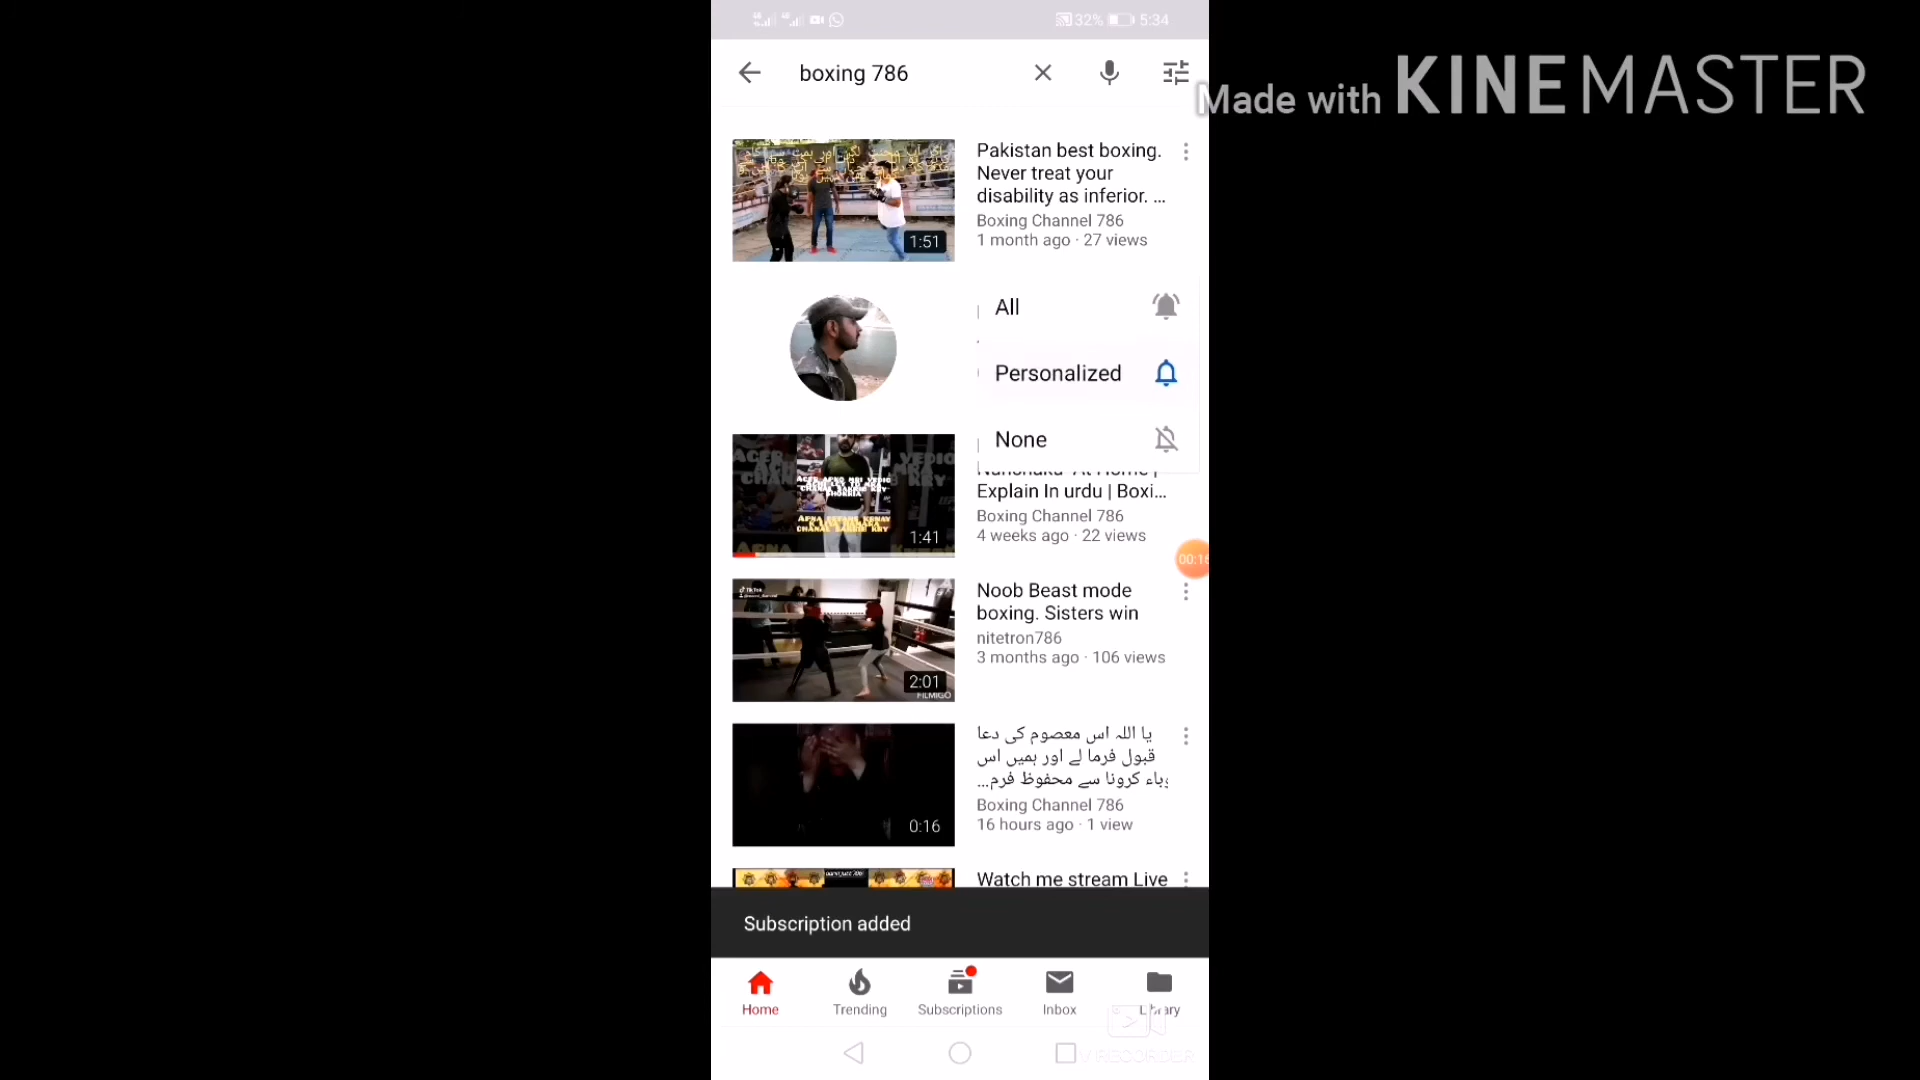 32% 5:34
boxing 786
Made with KINEMASTER
Pakistan best boxing.
Never treat your
disability as inferior. ...
Boxing Channel 786
1 month ago · 27 views
1:51
All
Personalized
None
Explain In urdu | Boxi...
Boxing Channel 786
4 weeks ago · 22 views
1:41
00:16
Noob Beast mode
boxing. Sisters win
nitetron786
3 months ago · 106 views
2:01
FILMIGO
یا اللہ اس معصوم کی دعا
قبول فرما لے اور ہمیں اس
وباء کرونا سے محفوظ فرم...
Boxing Channel 786
16 hours ago · 1 view
0:16
Watch me stream Live
Subscription added
Home
Trending
Subscriptions
Inbox
Library